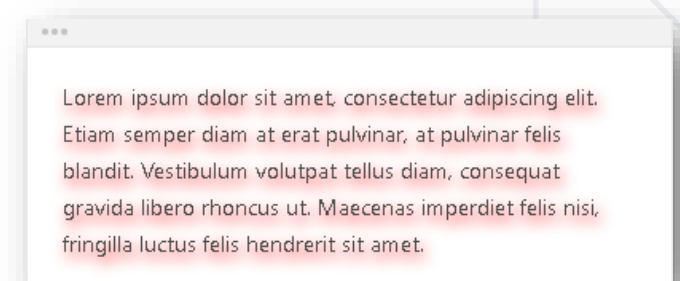 Lorem ipsum dolor sit amet, consectetur adipiscing elit.
Etiam semper diam at erat pulvinar, at pulvinar felis
blandit. Vestibulum volutpat tellus diam, consequat
gravida libero rhoncus ut. Maecenas imperdiet felis nisi,
fringilla luctus felis hendrerit sit amet.